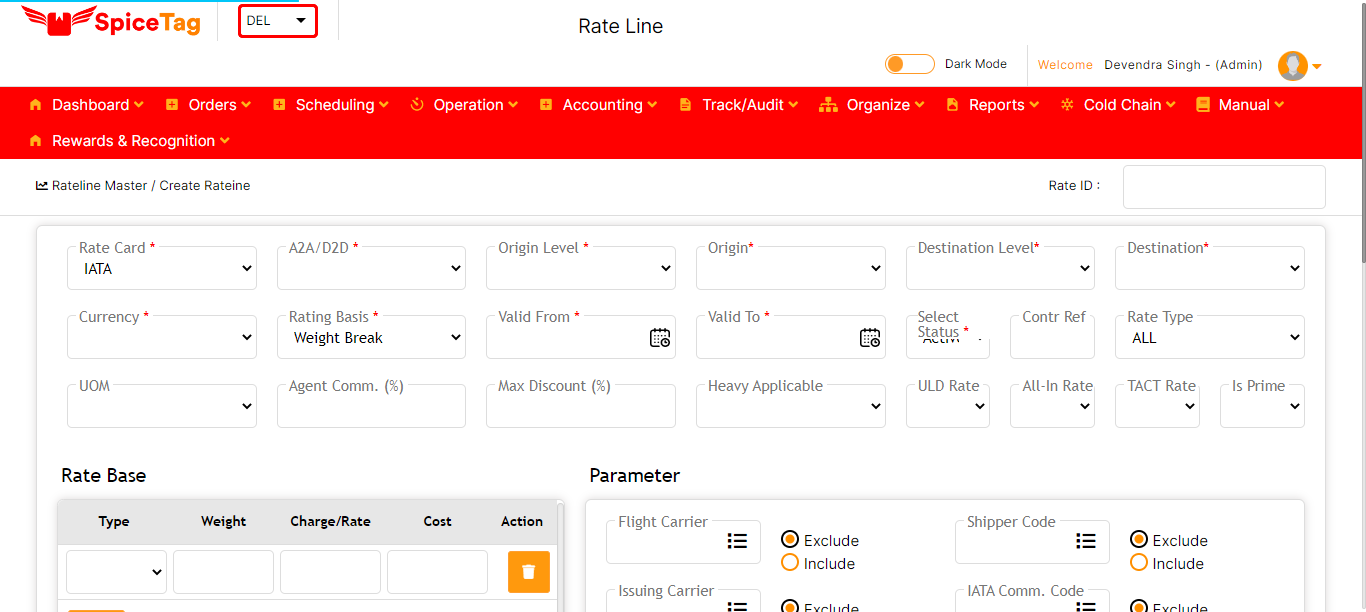 SpiceTag
DEL
Rate Line
Dark Mode
Welcome Devendra Singh - (Admin)
Dashboard Orders Scheduling Operation Accounting Track/Audit Organize Reports Cold Chain Manual
Rewards & Recognition
Rateline Master / Create Rateine
Rate ID :
Rate Card * A2A/D2D * Origin Level * Origin* Destination Level* Destination*
IATA
Currency * Rating Basis * Valid From * Valid To * Select Status * Contr Ref Rate Type
Weight Break ALL
UOM Agent Comm. (%) Max Discount (%) Heavy Applicable ULD Rate All-In Rate TACT Rate Is Prime
Rate Base
Parameter
Type Weight Charge/Rate Cost Action
Flight Carrier Exclude Include
Shipper Code Exclude Include
Issuing Carrier Exclude
IATA Comm. Code Exclude